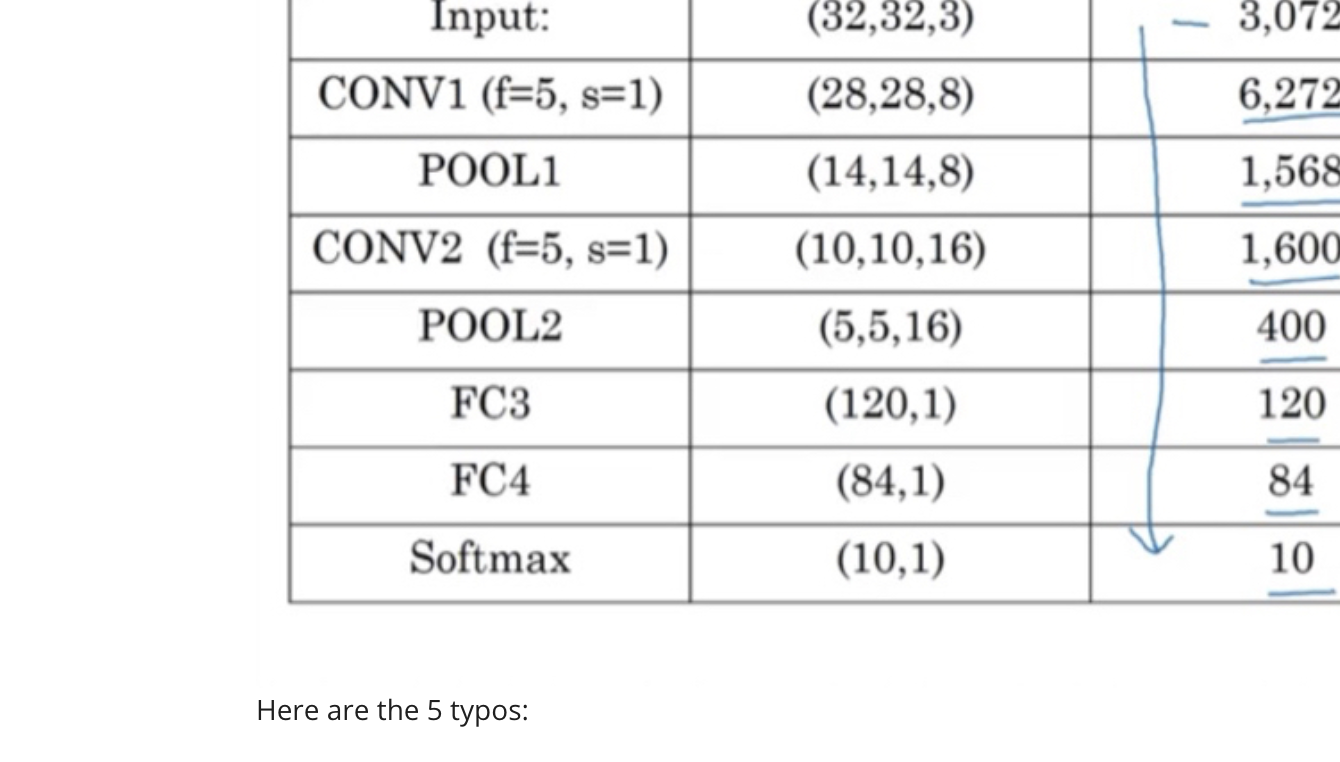 Input: (32,32,3) — 3,072
CONV1 (f=5, s=1) (28,28,8) 6,272
POOL1 (14,14,8) 1,568
CONV2 (f=5, s=1) (10,10,16) 1,600
POOL2 (5,5,16) 400
FC3 (120,1) 120
FC4 (84,1) 84
Softmax (10,1) 10
Here are the 5 typos: